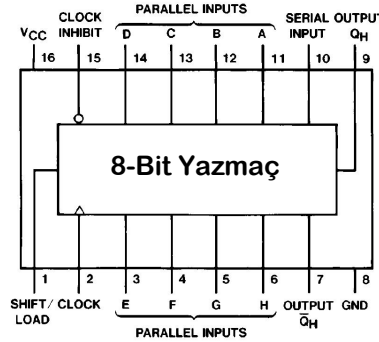 PARALLEL INPUTS
CLOCK INHIBIT
SERIAL INPUT
OUTPUT QH
VCC
D C B A
16 15 14 13 12 11 10 9
8-Bit Yazmaç
1 2 3 4 5 6 7 8
SHIFT/ LOAD
CLOCK
E F G H
OUTPUT Q̅H
GND
PARALLEL INPUTS